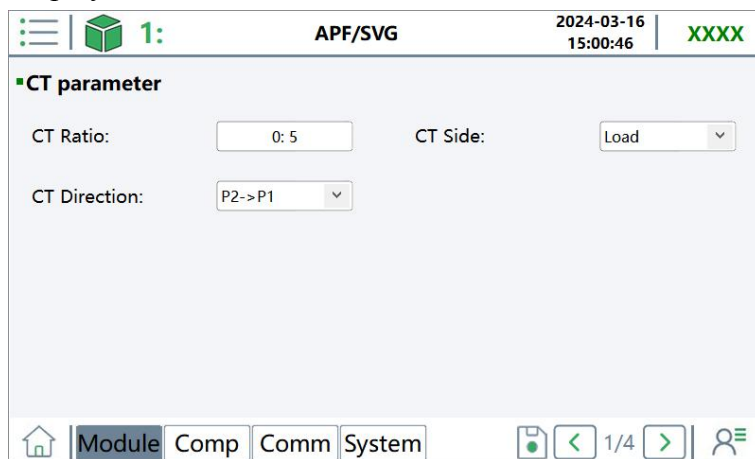 1:
APF/SVG
2024-03-16
15:00:46
XXXX
CT parameter
CT Ratio:
0: 5
CT Side:
Load
CT Direction:
P2->P1
Module
Comp
Comm
System
1/4